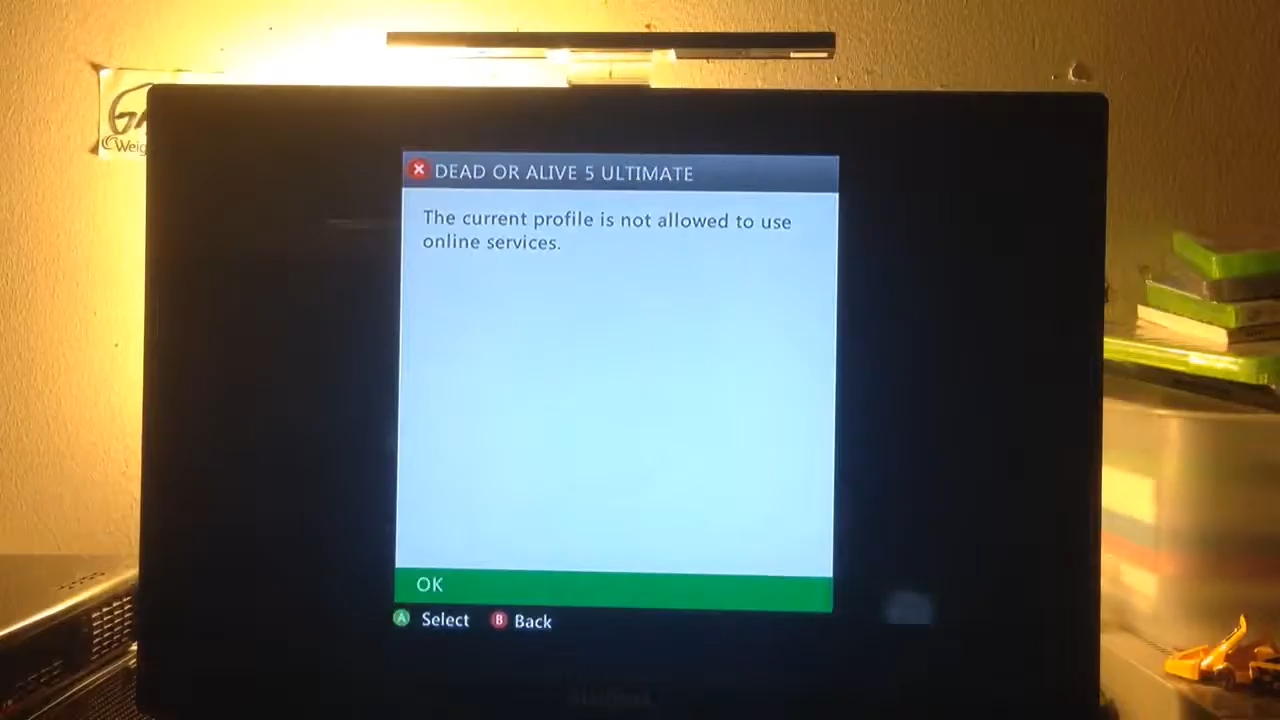 DEAD OR ALIVE 5 ULTIMATE
The current profile is not allowed to use
online services.
OK
A Select B Back